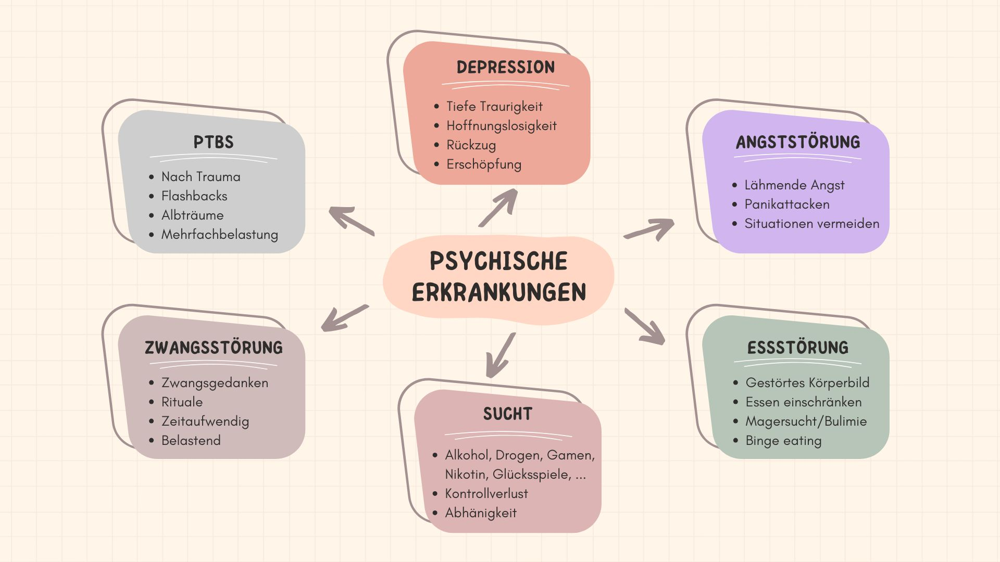 DEPRESSION
Tiefe Traurigkeit
Hoffnungslosigkeit
Rückzug
Erschöpfung
PTBS
Nach Trauma
Flashbacks
Albträume
Mehrfachbelastung
ANGSTSTÖRUNG
Lähmende Angst
Panikattacken
Situationen vermeiden
PSYCHISCHE
ERKRANKUNGEN
ZWANGSSTÖRUNG
Zwangsgedanken
Rituale
Zeitaufwendig
Belastend
ESSSTÖRUNG
Gestörtes Körperbild
Essen einschränken
Magersucht/Bulimie
Binge eating
SUCHT
Alkohol, Drogen, Gamen,
Nikotin, Glücksspiele, ...
Kontrollverlust
Abhänigkeit